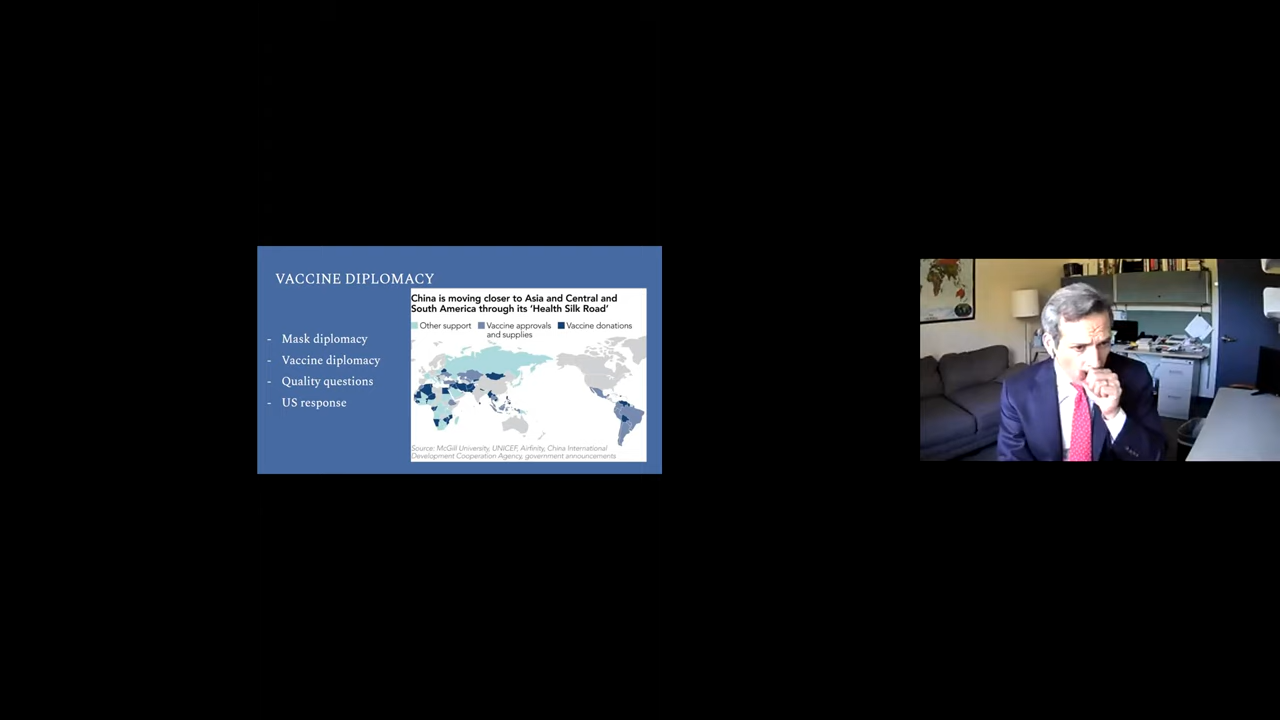 VACCINE DIPLOMACY
- Mask diplomacy
- Vaccine diplomacy
- Quality questions
- US response
China is moving closer to Asia and Central and
South America through its 'Health Silk Road'
Other support
Vaccine approvals
and supplies
Vaccine donations
Source: McGill University, UNICEF, Airfinity, China International
Development Cooperation Agency, government announcements